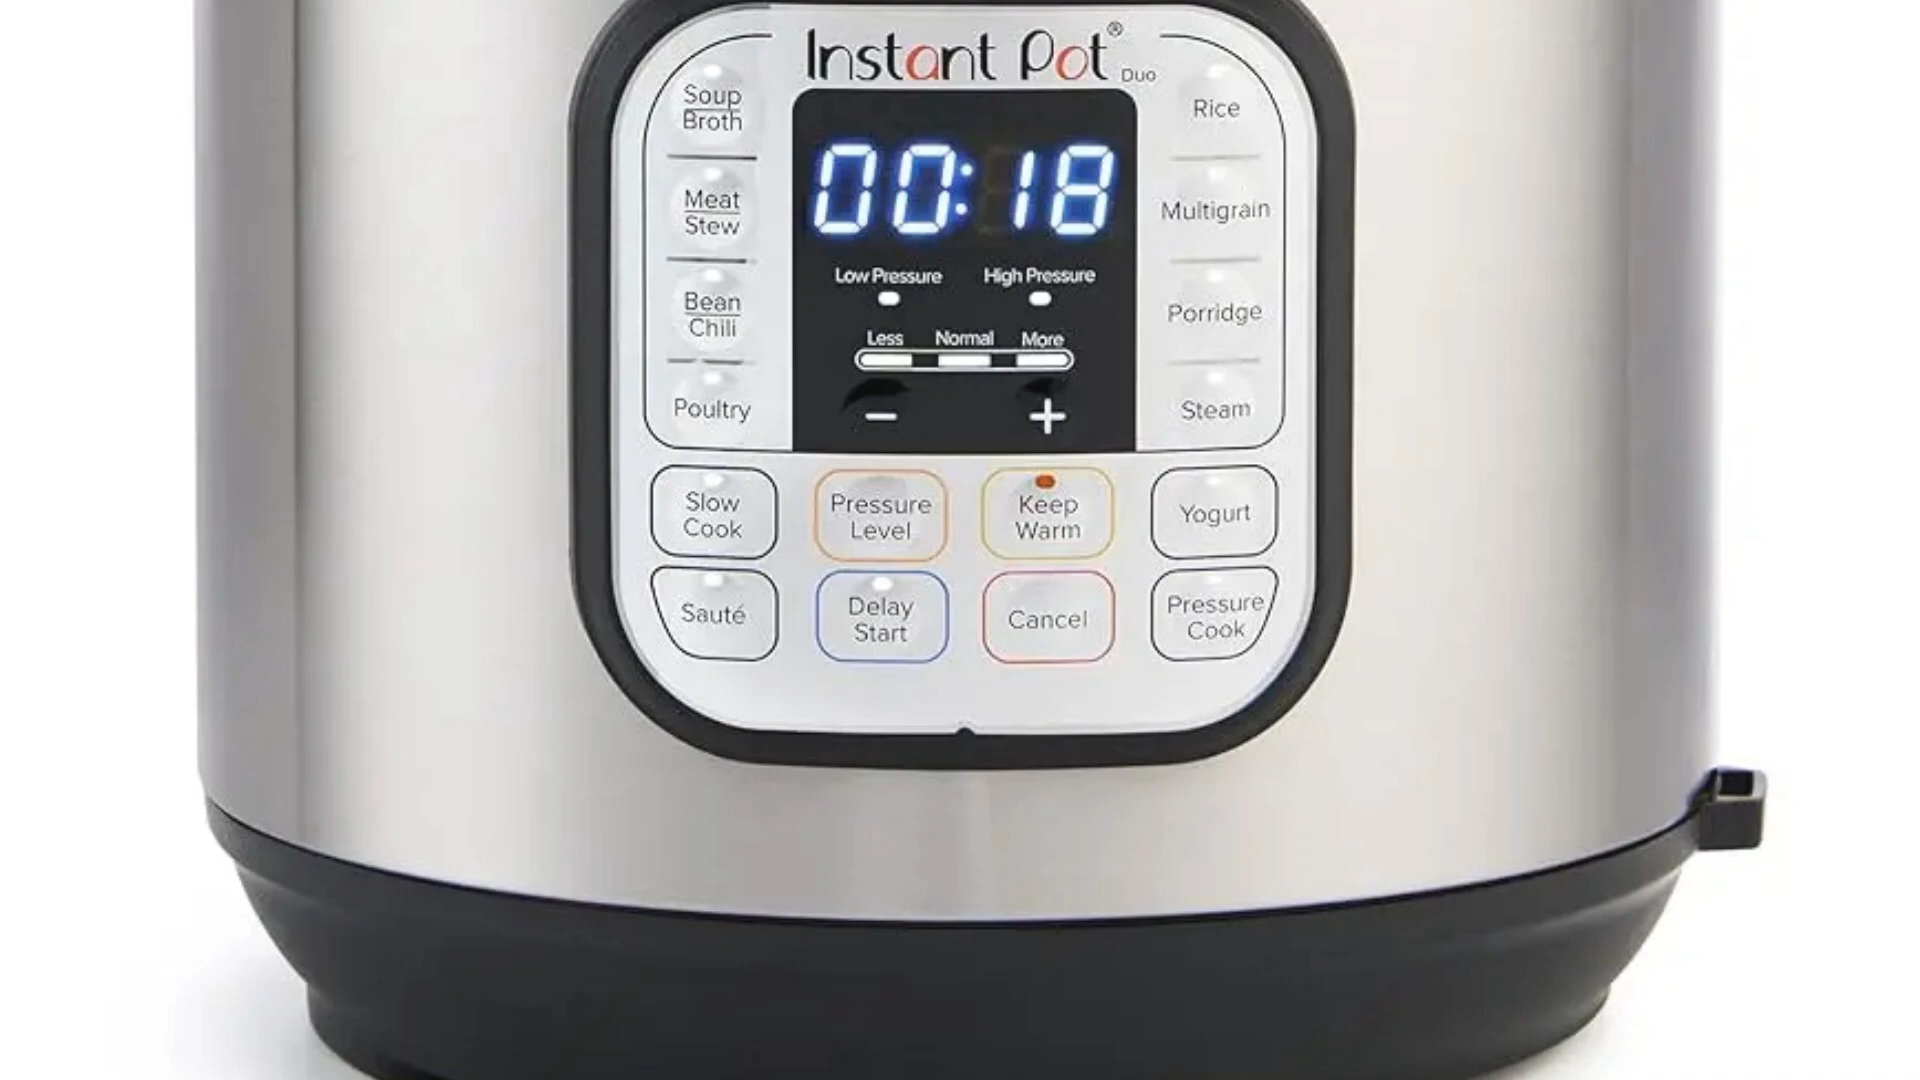 Instant Pot® Duo
Soup
Broth
Meat
Stew
Bean
Chili
Poultry
00:18
Low Pressure High Pressure
Less Normal More
− +
Rice
Multigrain
Porridge
Steam
Slow
Cook
Pressure
Level
Keep
Warm
Yogurt
Sauté
Delay
Start
Cancel
Pressure
Cook